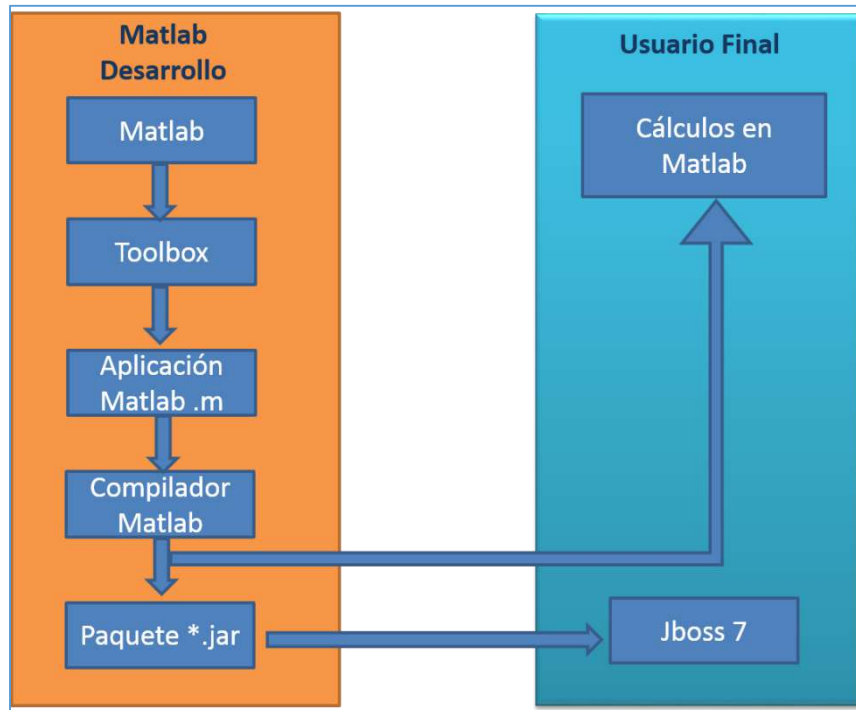 Matlab
Desarrollo
Matlab
Toolbox
Aplicación
Matlab .m
Compilador
Matlab
Paquete *.jar
Usuario Final
Cálculos en
Matlab
Jboss 7